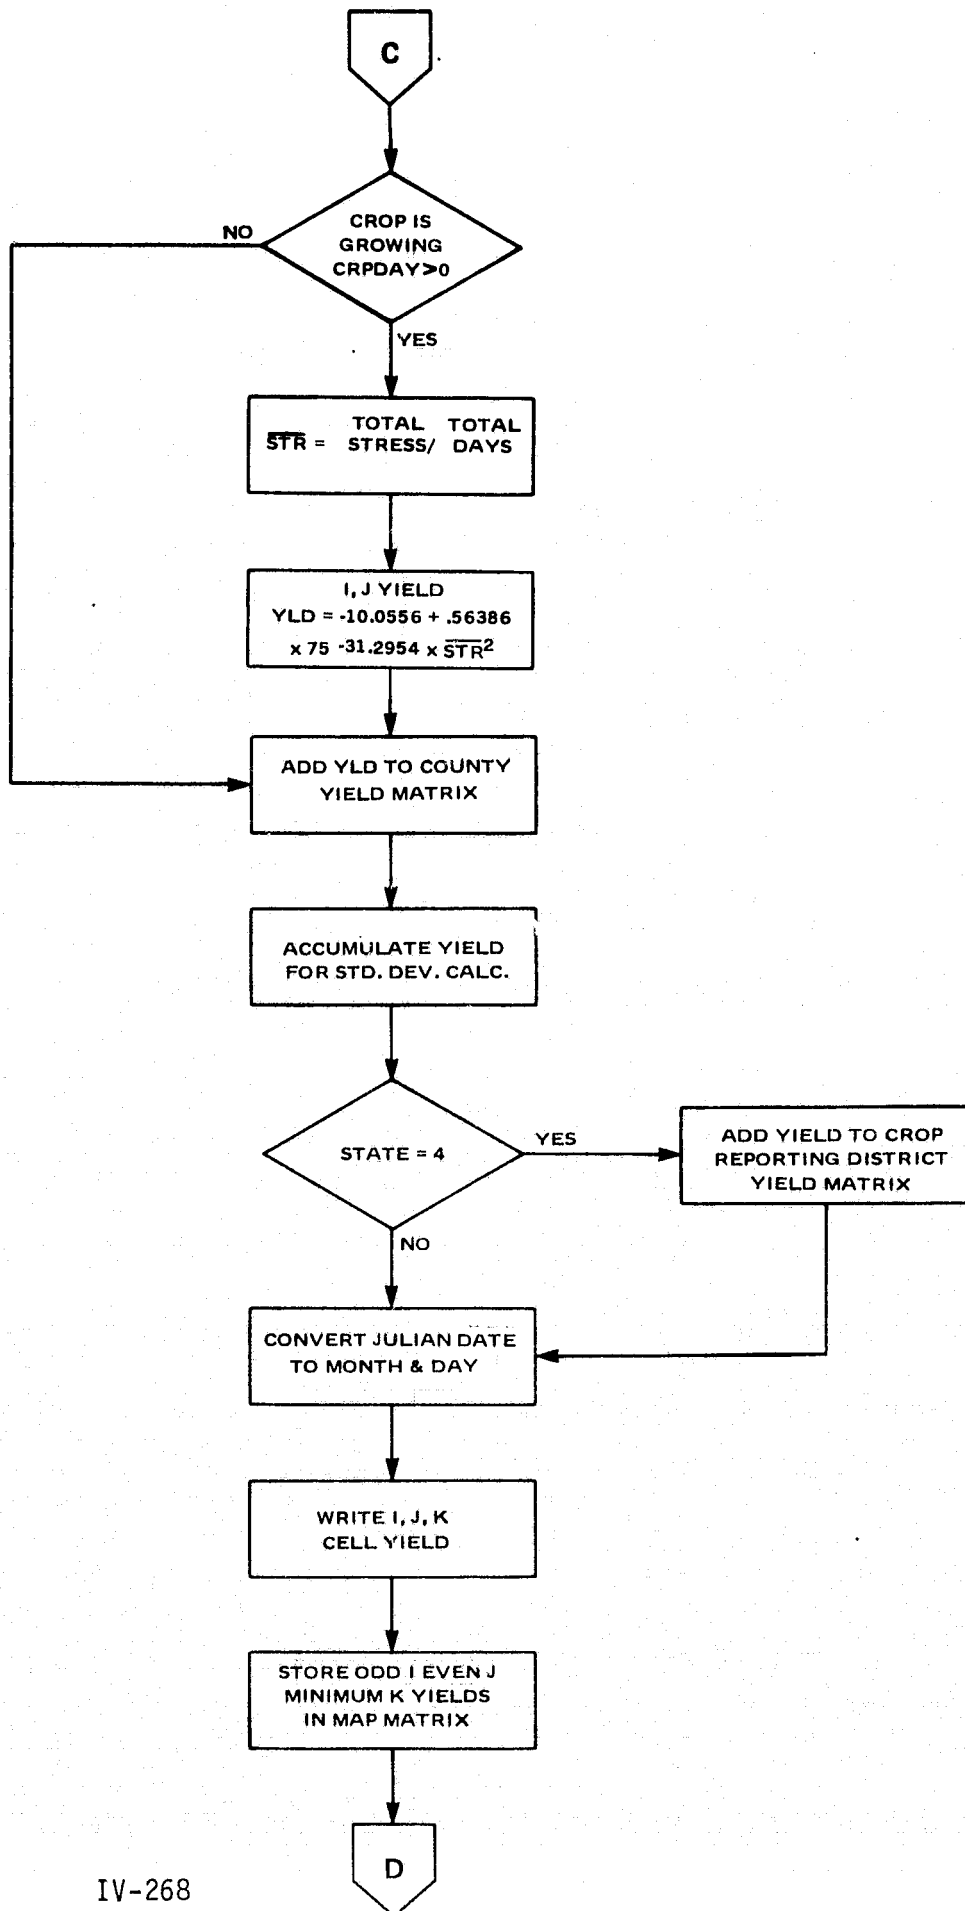 C
CROP IS
GROWING
CRPDAY>0
NO
YES
TOTAL TOTAL
STR = STRESS/ DAYS
I, J YIELD
YLD = -10.0556 + .56386
x 75 -31.2954 x STR²
ADD YLD TO COUNTY
YIELD MATRIX
ACCUMULATE YIELD
FOR STD. DEV. CALC.
STATE = 4
YES
ADD YIELD TO CROP
REPORTING DISTRICT
YIELD MATRIX
NO
CONVERT JULIAN DATE
TO MONTH & DAY
WRITE I, J, K
CELL YIELD
STORE ODD I EVEN J
MINIMUM K YIELDS
IN MAP MATRIX
D
IV-268